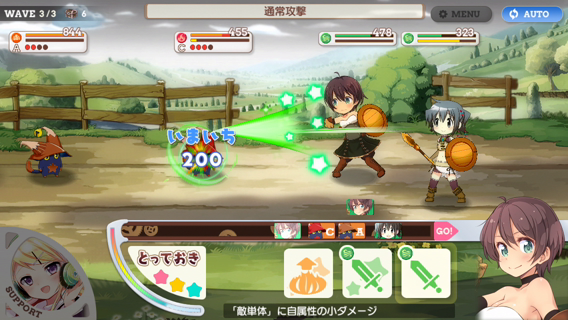 WAVE 3/3 6
通常攻撃
MENU
AUTO
844
A
455
C
478
323
いまいち
200
C A
GO!
とっておき
SUPPORT
「敵単体」に自属性の小ダメージ